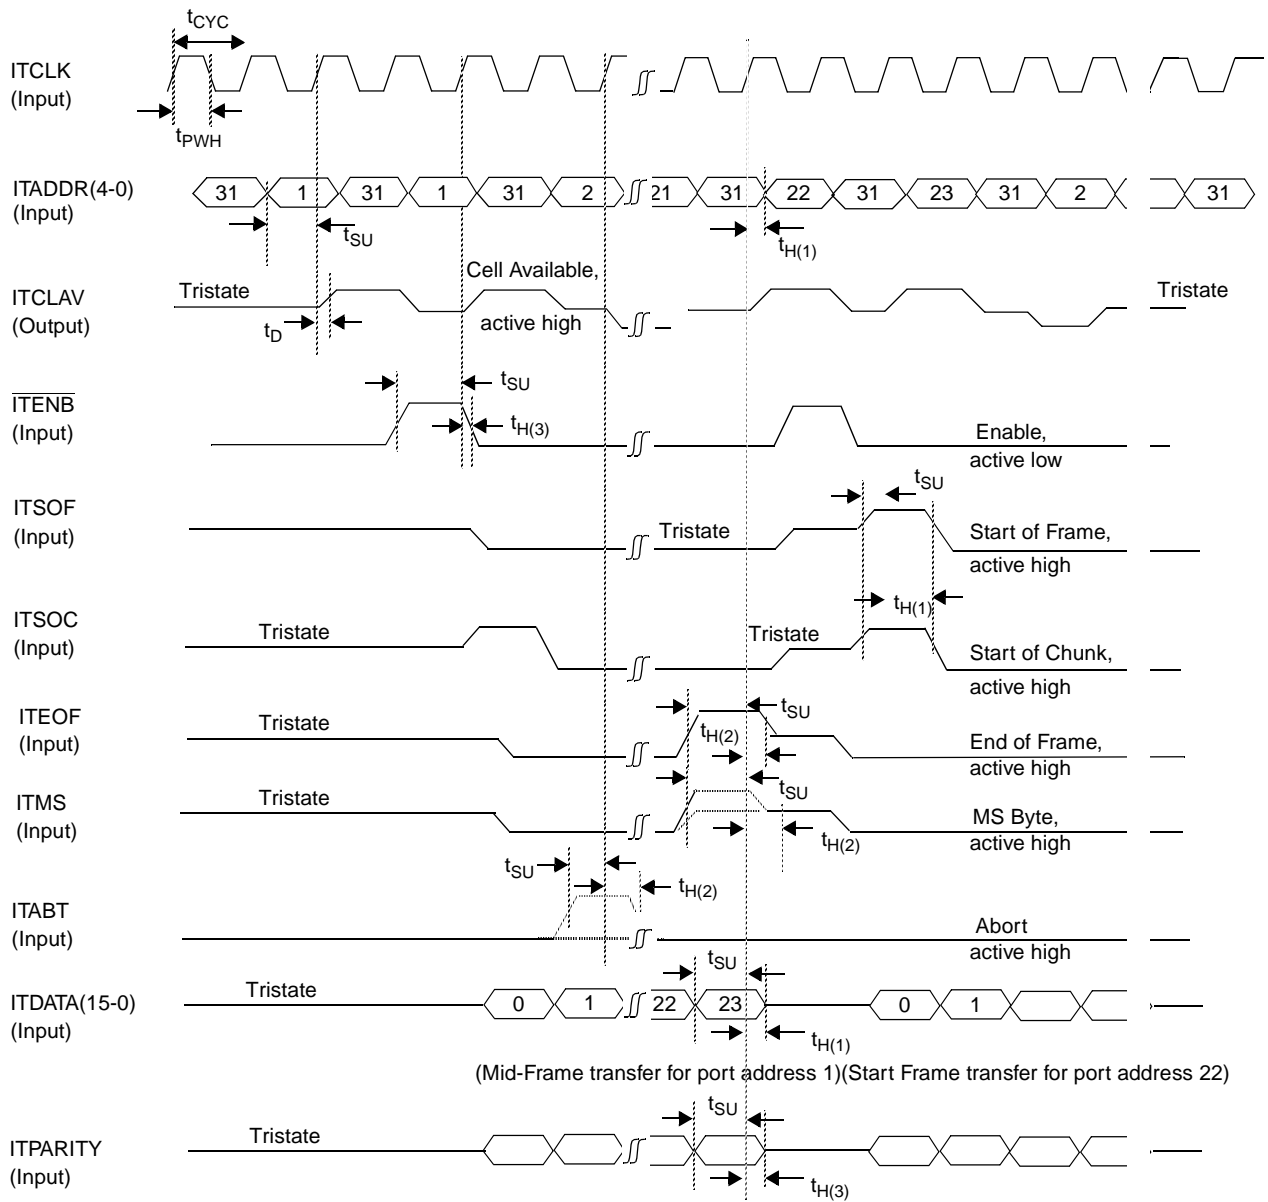 tCYC
ITCLK
(Input)
tPWH
ITADDR(4-0)
(Input)
31 1 31 1 31 2 21 31 22 31 23 31 2 31
tSU
tH(1)
ITCLAV
(Output)
Tristate
Cell Available,
active high
Tristate
tD
ITENB
(Input)
tSU
tH(3)
Enable,
active low
ITSOF
(Input)
tSU
Tristate
Start of Frame,
active high
tH(1)
ITSOC
(Input)
Tristate
Tristate
Start of Chunk,
active high
ITEOF
(Input)
Tristate
tSU
tH(2)
End of Frame,
active high
ITMS
(Input)
Tristate
tSU
MS Byte,
active high
tH(2)
ITABT
(Input)
tSU
tH(2)
Abort
active high
ITDATA(15-0)
(Input)
Tristate
tSU
0 1 22 23 0 1
tH(1)
(Mid-Frame transfer for port address 1)(Start Frame transfer for port address 22)
ITPARITY
(Input)
Tristate
tSU
tH(3)